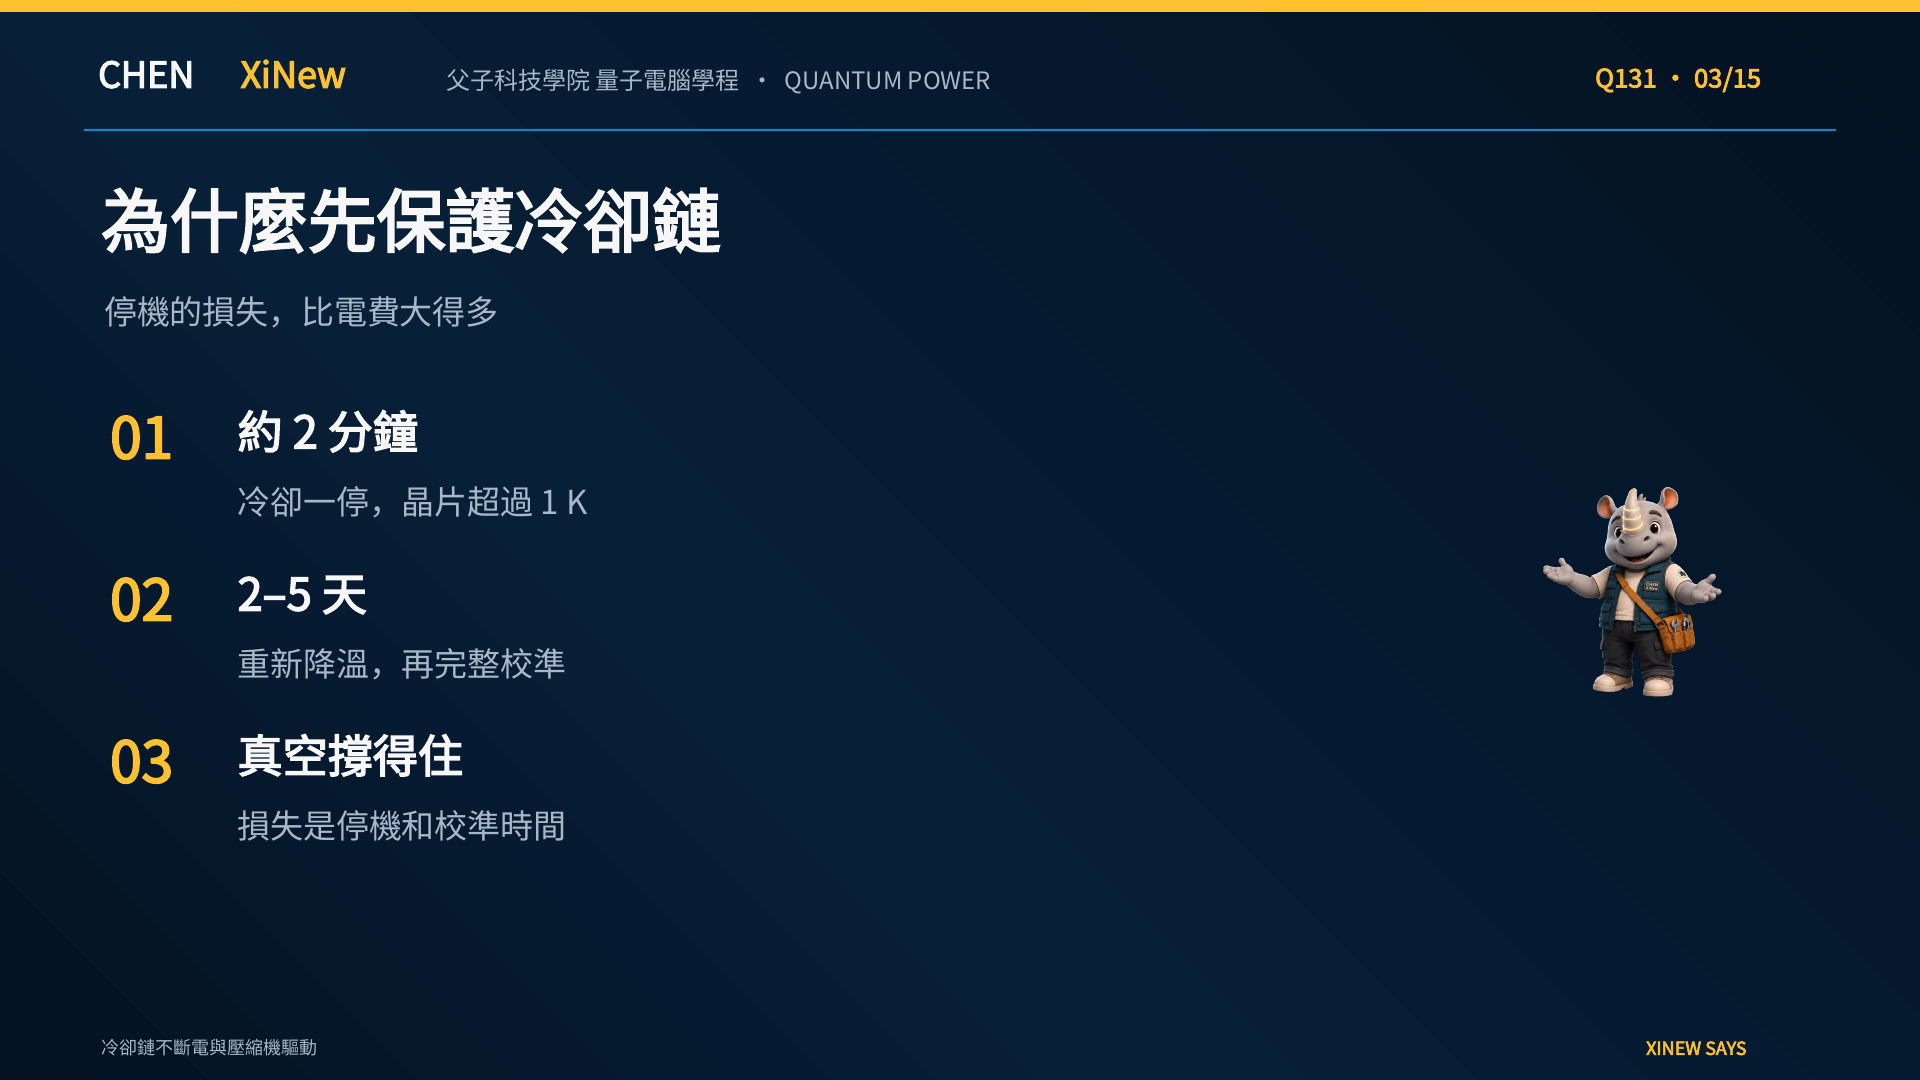 CHEN XiNew 父子科技學院 量子電腦學程 · QUANTUM POWER Q131 · 03/15
為什麼先保護冷卻鏈
停機的損失，比電費大得多
01 約 2 分鐘
冷卻一停，晶片超過 1 K
02 2–5 天
重新降溫，再完整校準
03 真空撐得住
損失是停機和校準時間
冷卻鏈不斷電與壓縮機驅動 XINEW SAYS